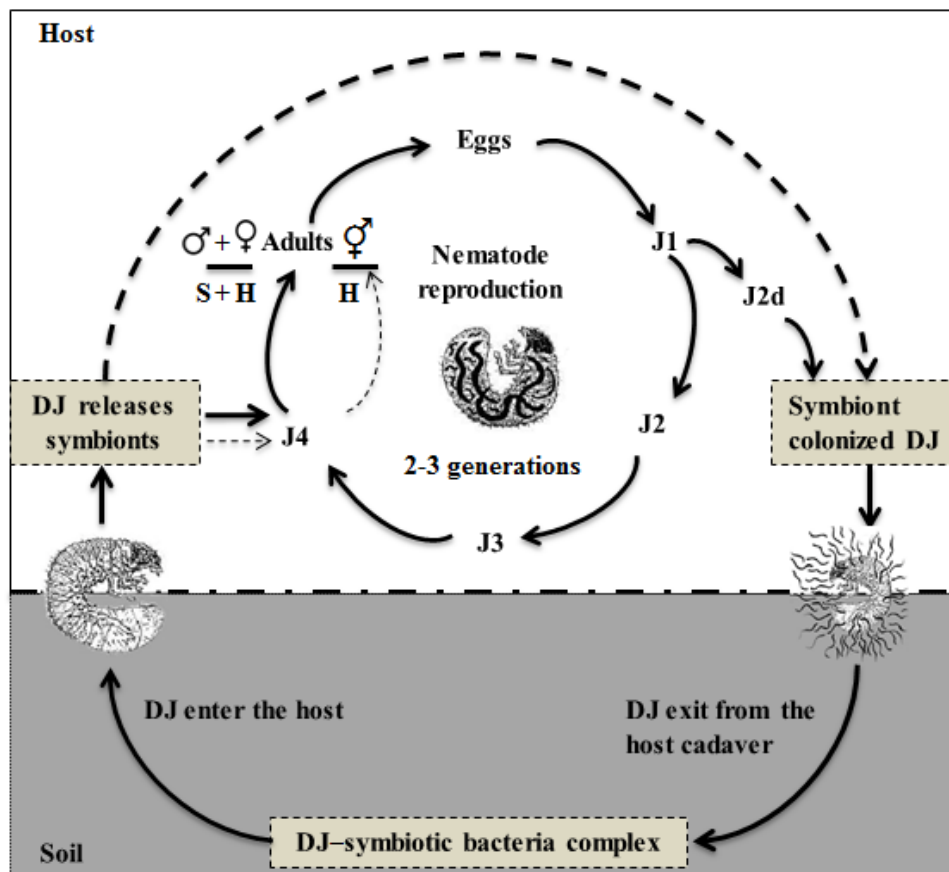 Host
Eggs
♂ + ♀ Adults ⚥
S + H
H
J1
J2d
Nematode
reproduction
DJ releases
symbionts
J4
J2
Symbiont
colonized DJ
2-3 generations
J3
DJ enter the host
DJ exit from the
host cadaver
DJ–symbiotic bacteria complex
Soil